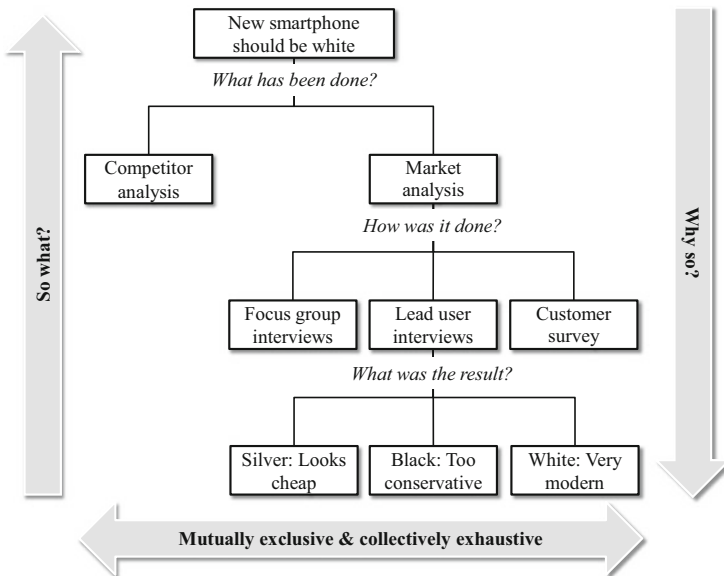 New smartphone
should be white
What has been done?
Competitor
analysis
Market
analysis
How was it done?
Focus group
interviews
Lead user
interviews
Customer
survey
What was the result?
Silver: Looks
cheap
Black: Too
conservative
White: Very
modern
So what?
Why so?
Mutually exclusive & collectively exhaustive